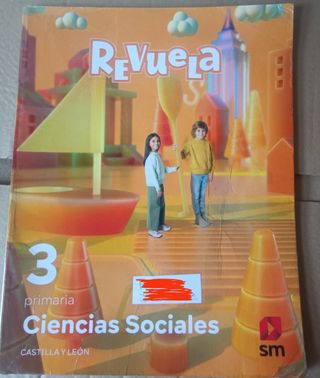 REVUELA
3
primaria
Ciencias Sociales
CASTILLA Y LEÓN
sm